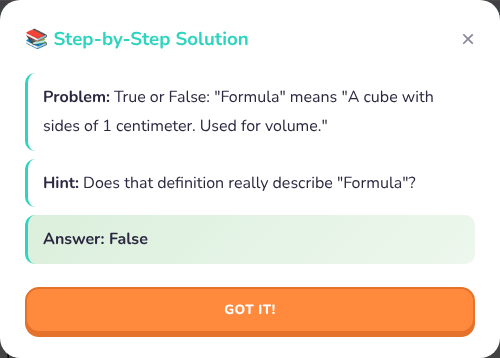 📚 Step-by-Step Solution
Problem: True or False: "Formula" means "A cube with
sides of 1 centimeter. Used for volume."
Hint: Does that definition really describe "Formula"?
Answer: False
GOT IT!